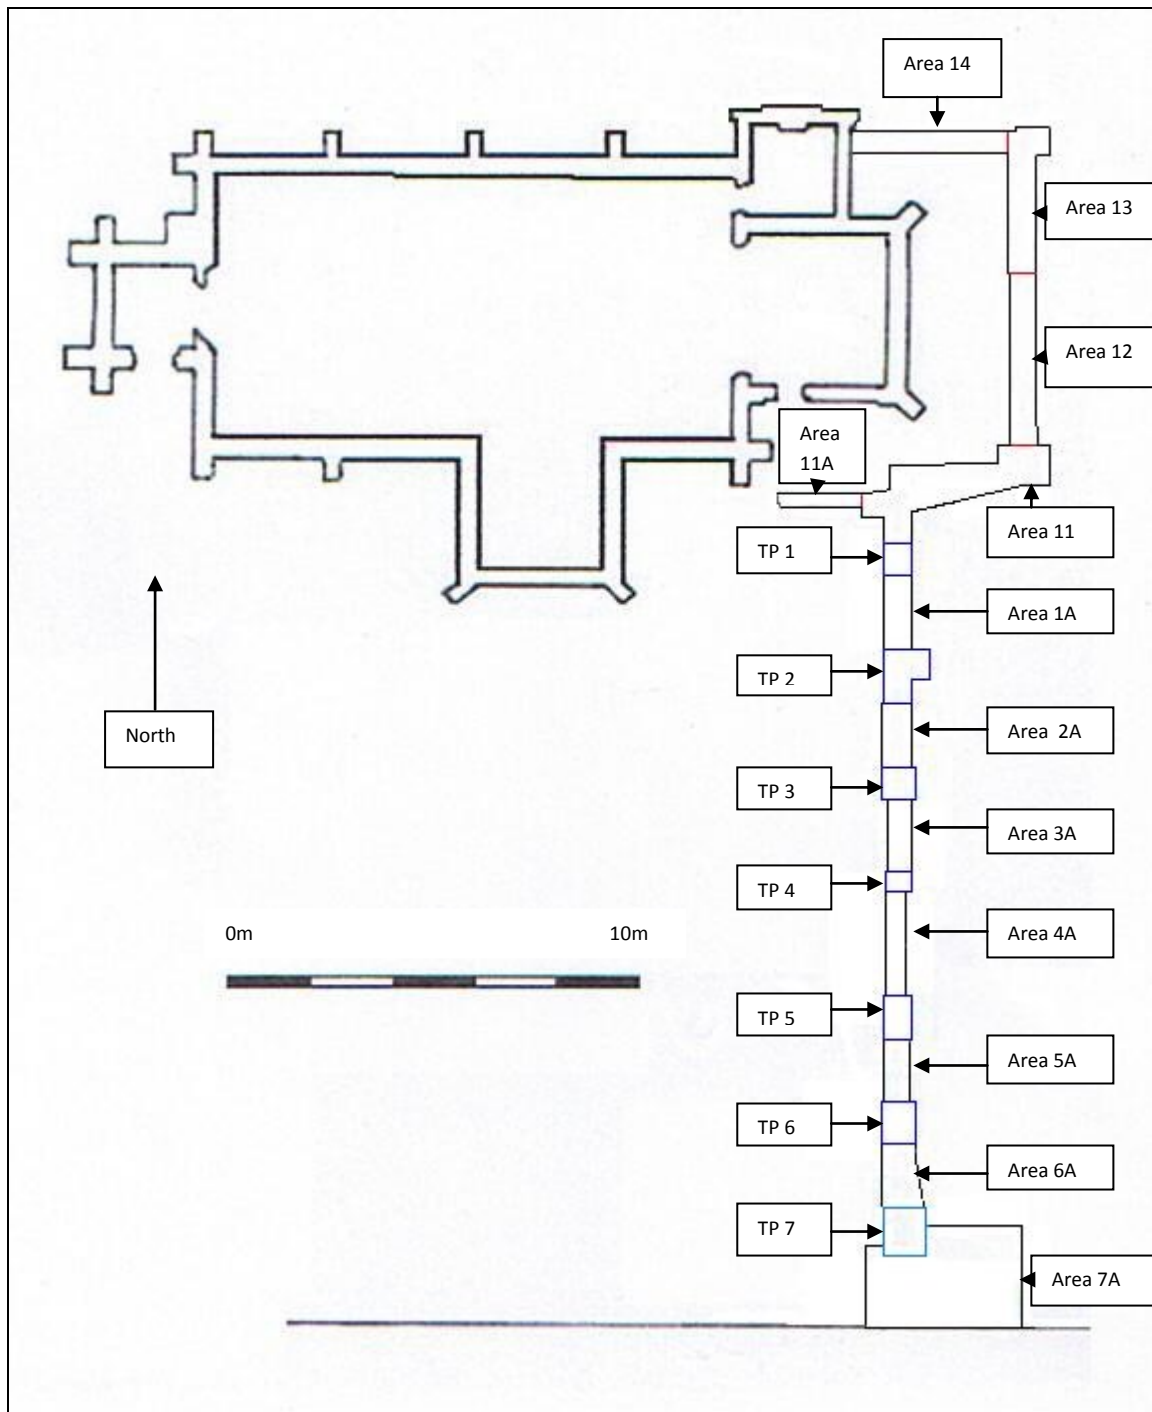 Area 14
Area 13
Area 12
Area
11A
Area 11
TP 1
Area 1A
TP 2
Area  2A
North
TP 3
Area 3A
TP 4
0m
10m
Area 4A
TP 5
Area 5A
TP 6
Area 6A
TP 7
Area 7A